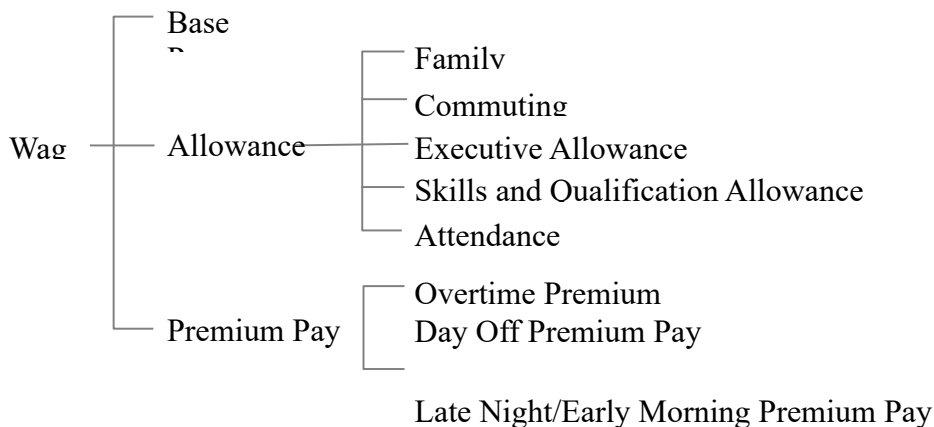 Base
Family
Commuting
Wag
Allowance
Executive Allowance
Skills and Qualification Allowance
Attendance
Overtime Premium
Premium Pay
Day Off Premium Pay
Late Night/Early Morning Premium Pay